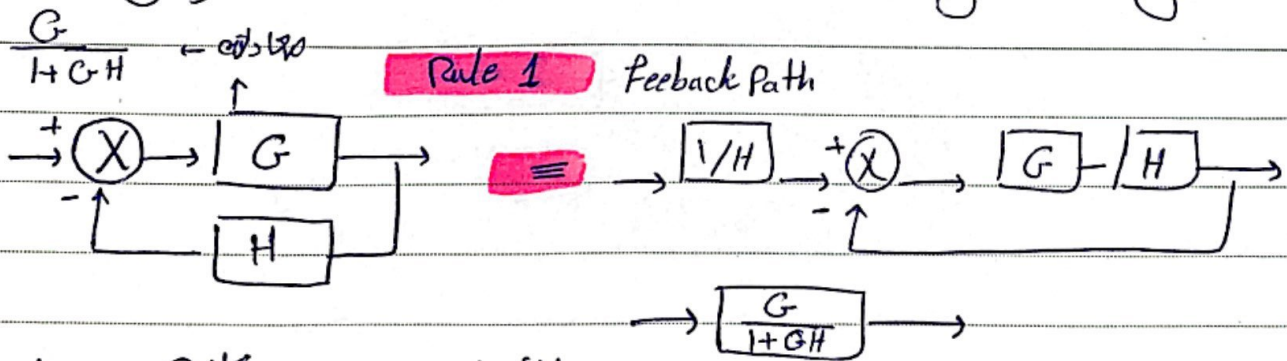 G
1+GH ←
Rule 1 Feeback Path
+ X G ≡ 1/H + X G H
- H -
G
1+GH